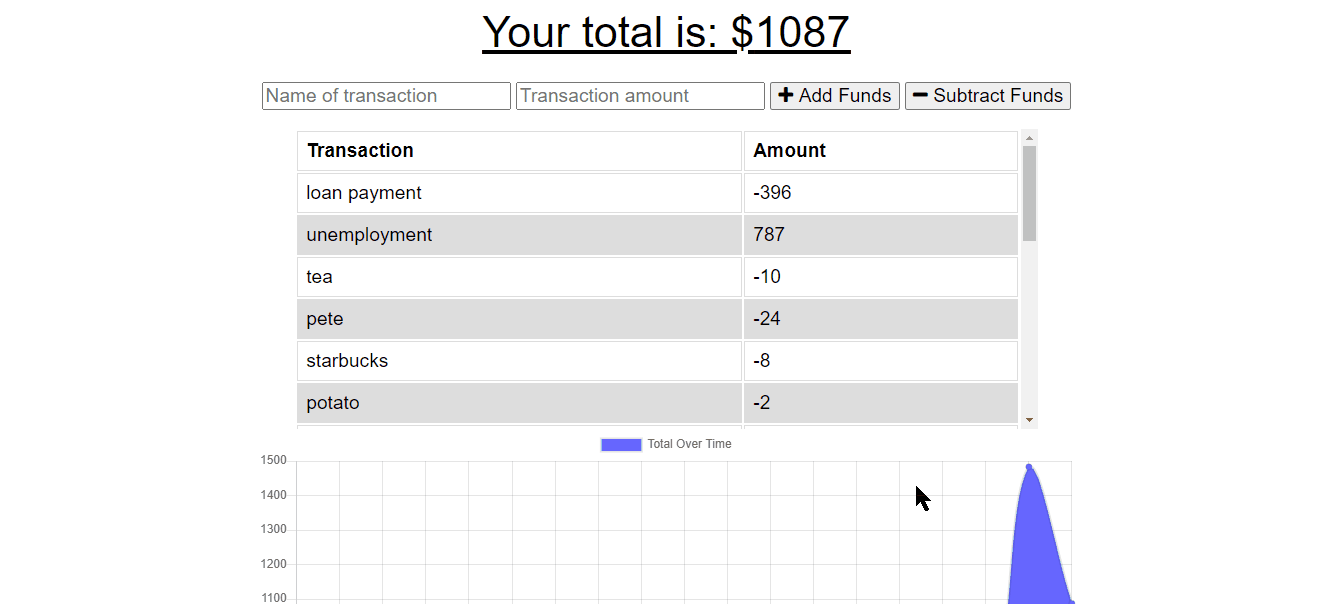 Your total is: $1087
Name of transaction Transaction amount Add Funds Subtract Funds
Transaction Amount
loan payment -396
unemployment 787
tea -10
pete -24
starbucks -8
potato -2
Total Over Time
1500
1400
1300
1200
1100